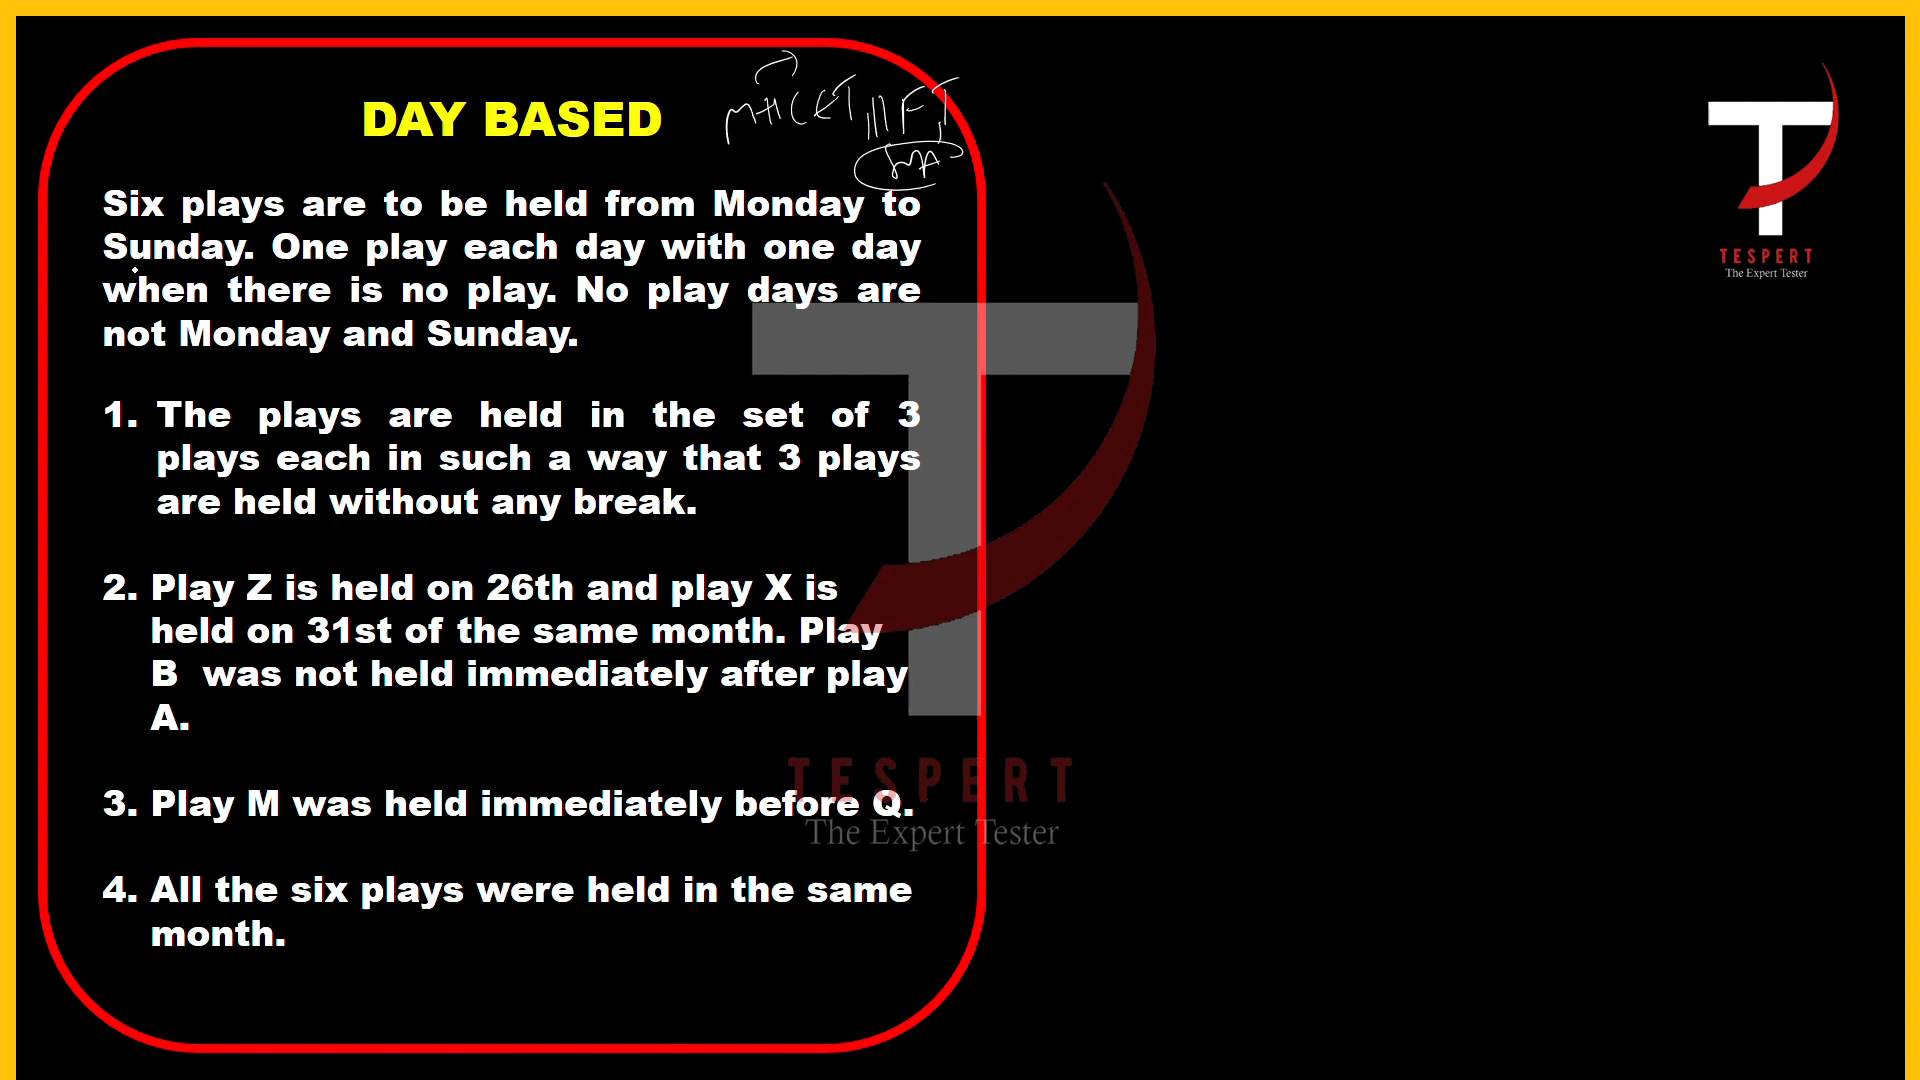 DAY BASED
MHCET IIFT
Six plays are to be held from Monday to
Sunday. One play each day with one day
when there is no play. No play days are
not Monday and Sunday.
1. The plays are held in the set of 3
plays each in such a way that 3 plays
are held without any break.
2. Play Z is held on 26th and play X is
held on 31st of the same month. Play
B was not held immediately after play
A.
3. Play M was held immediately before Q.
4. All the six plays were held in the same
month.
TESPERT
The Expert Tester
TESPERT
The Expert Tester